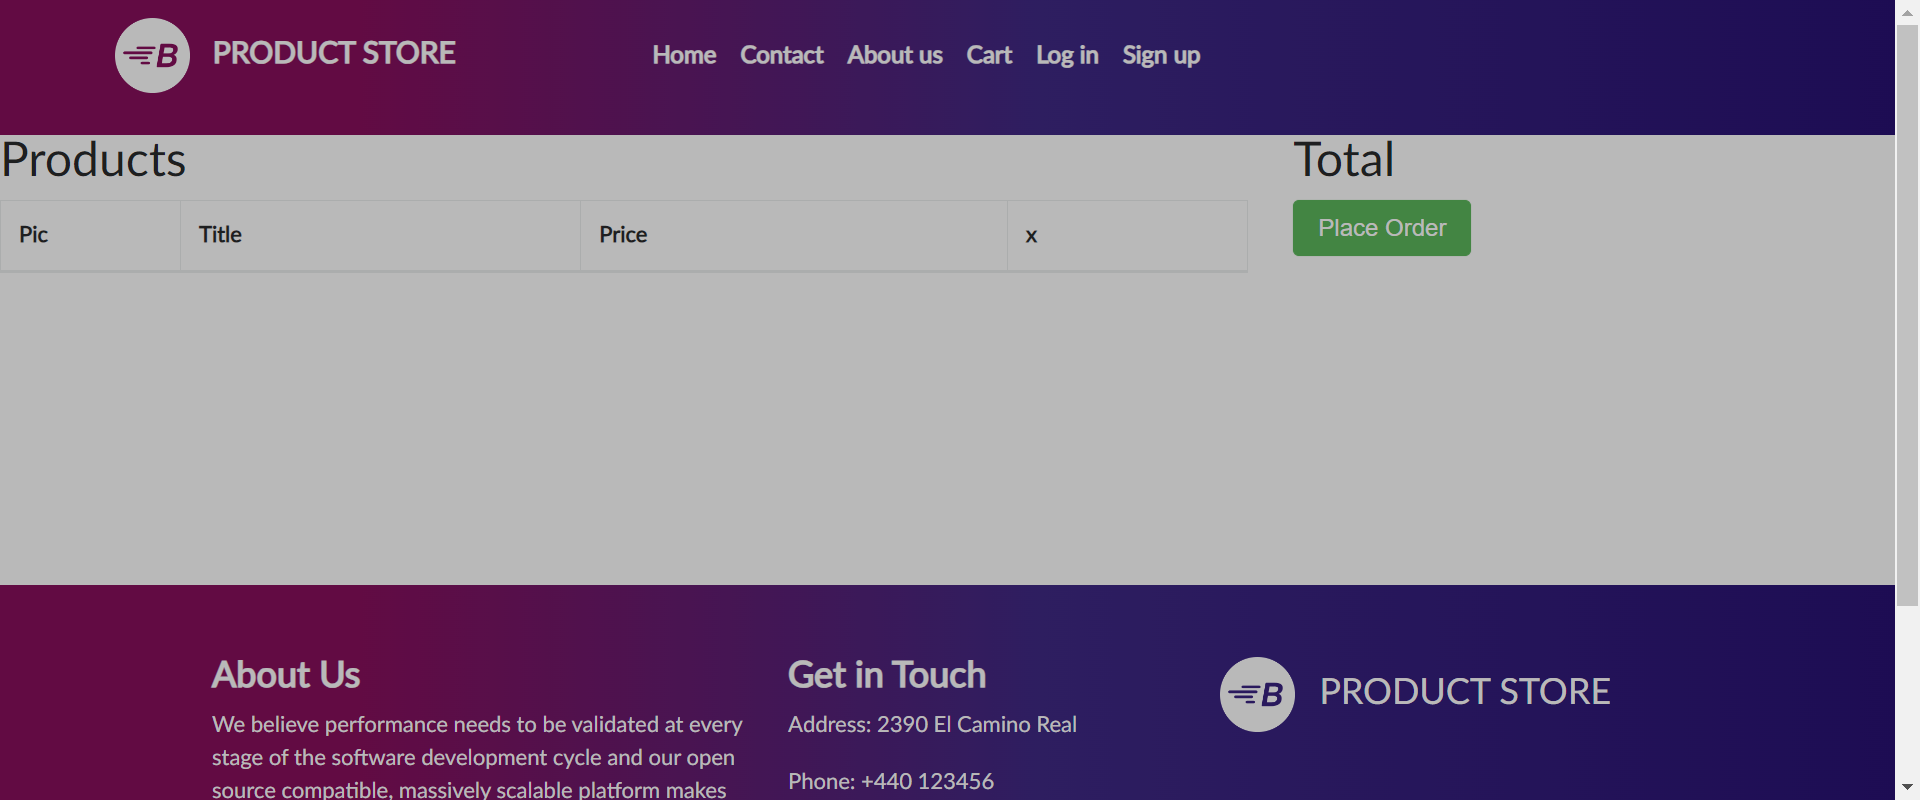 B PRODUCT STORE
Home Contact About us Cart Log in Sign up
Products
Total
Pic Title Price x
Place Order
About Us
We believe performance needs to be validated at every
stage of the software development cycle and our open
source compatible, massively scalable platform makes
Get in Touch
Address: 2390 El Camino Real
Phone: +440 123456
B PRODUCT STORE